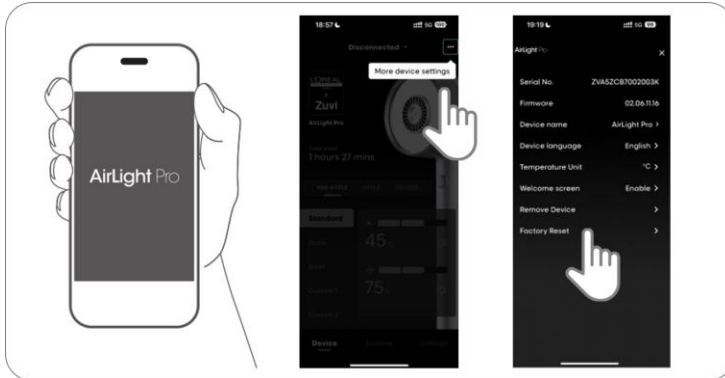 AirLight Pro
18:57
5G
Disconnected
More device settings
L'ORÉAL
Zuvi
AirLight Pro
1 hours 27 mins
Standard
45
75
Device
Settings
19:19
5G
AirLight Pro
×
Serial No. ZVA5ZCB7002003K
Firmware 02.06.11.16
Device name AirLight Pro >
Device language English >
Temperature Unit °C >
Welcome screen Enable >
Remove Device >
Factory Reset >